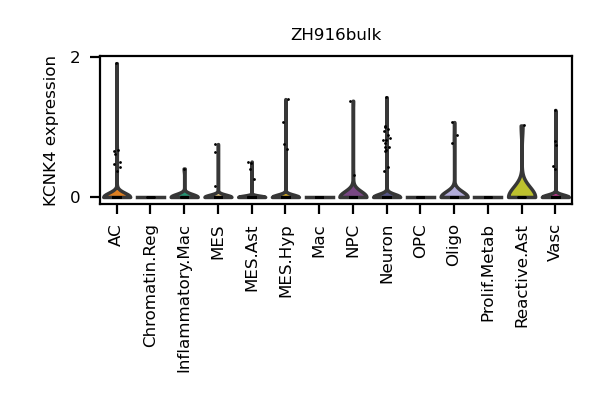 ZH916bulk
KCNK4 expression
2
0
AC
Chromatin.Reg
Inflammatory.Mac
MES
MES.Ast
MES.Hyp
Mac
NPC
Neuron
OPC
Oligo
Prolif.Metab
Reactive.Ast
Vasc